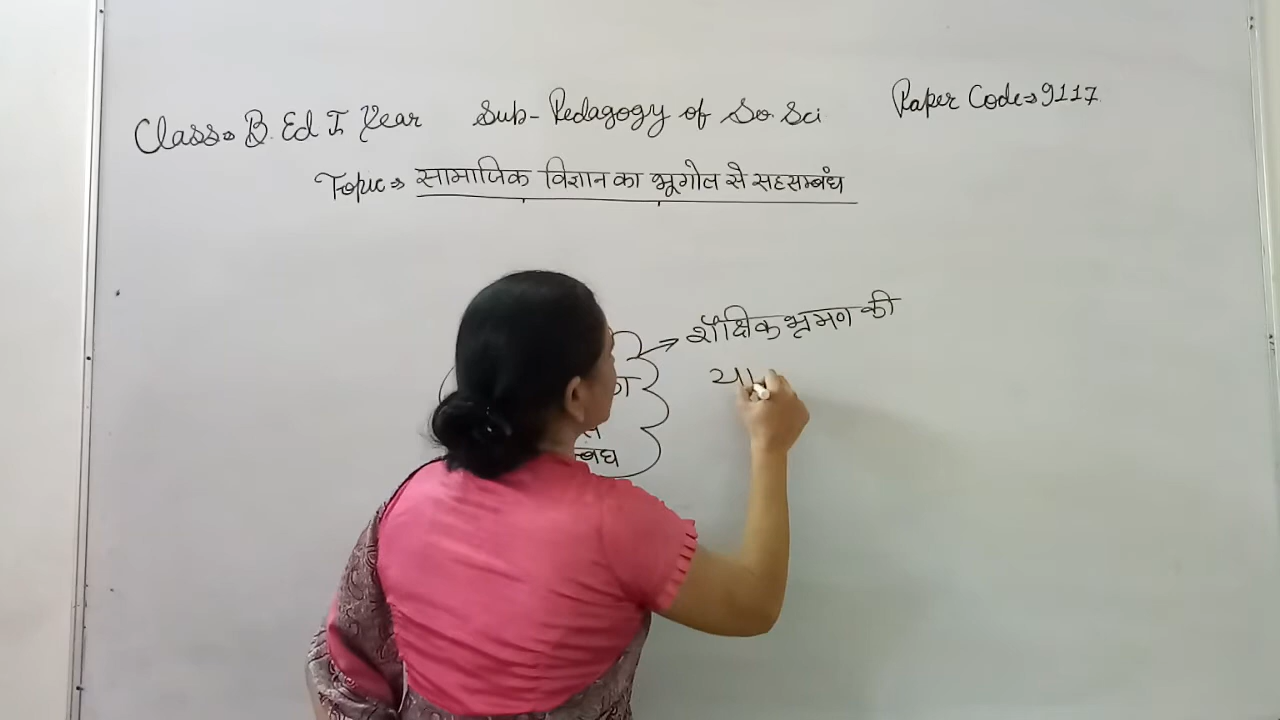 Class⇒ B.Ed I Year Sub-Pedagogy of So Sci Paper Code⇒9117
Topic⇒ सामाजिक विज्ञान का भूगोल से सहसम्बंध
शैक्षिक भ्रमण की